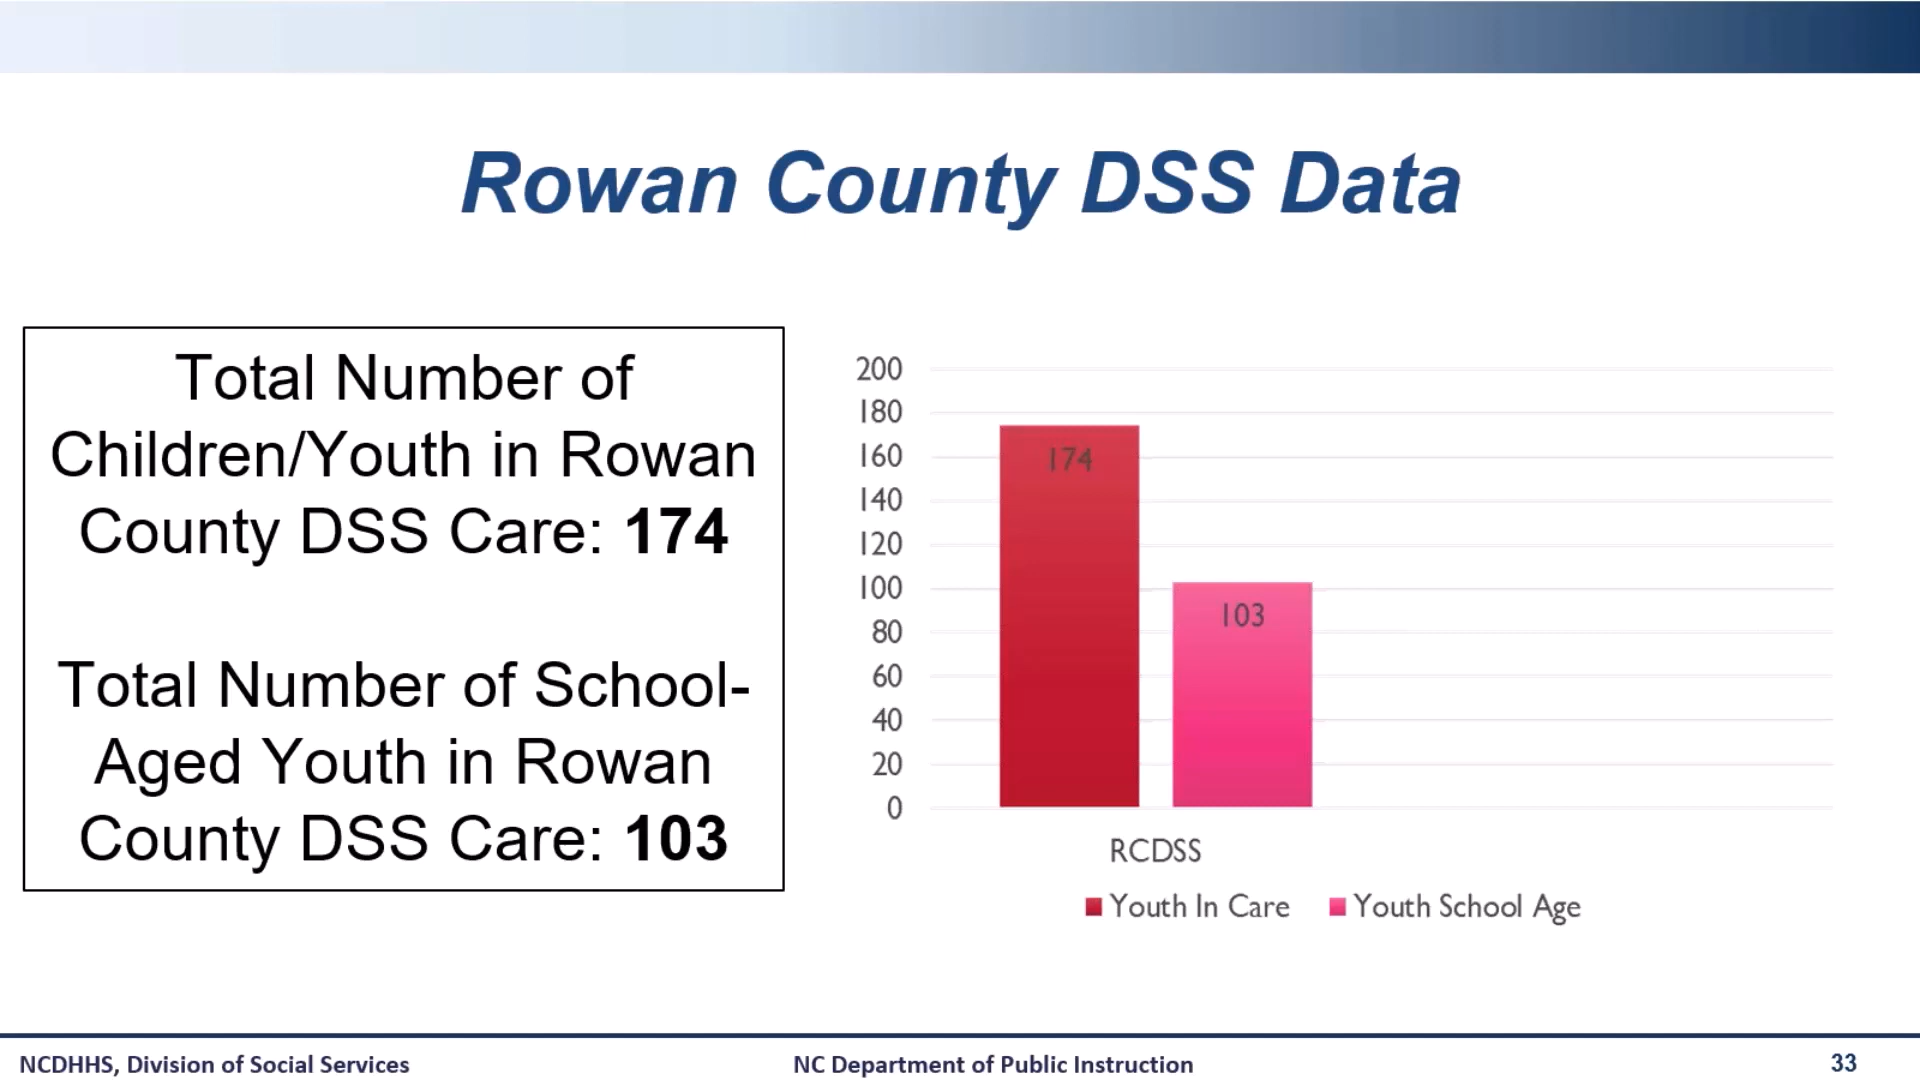 Rowan County DSS Data
Total Number of
Children/Youth in Rowan
County DSS Care: 174
Total Number of School-
Aged Youth in Rowan
County DSS Care: 103
200
180
160
140
120
100
80
60
40
20
0
174
103
RCDSS
Youth In Care
Youth School Age
NCDHHS, Division of Social Services
NC Department of Public Instruction
33